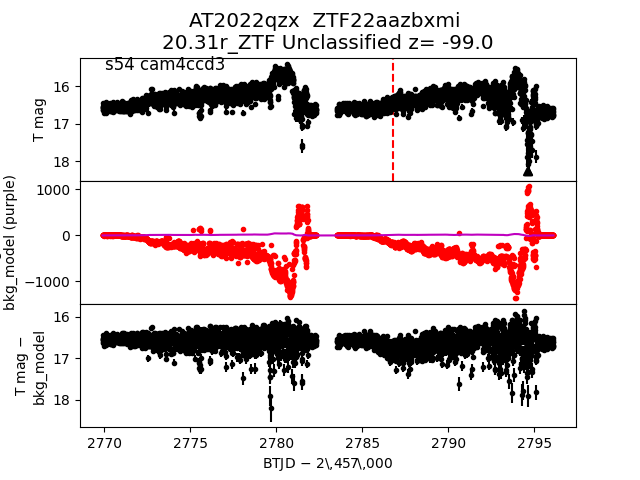 AT2022qzx  ZTF22aazbxmi
20.31r_ZTF Unclassified z= -99.0
s54 cam4ccd3
T mag
16
17
18
bkg_model (purple)
1000
0
−1000
T mag −
bkg_model
16
17
18
2770
2775
2780
2785
2790
2795
BTJD − 2\,457\,000